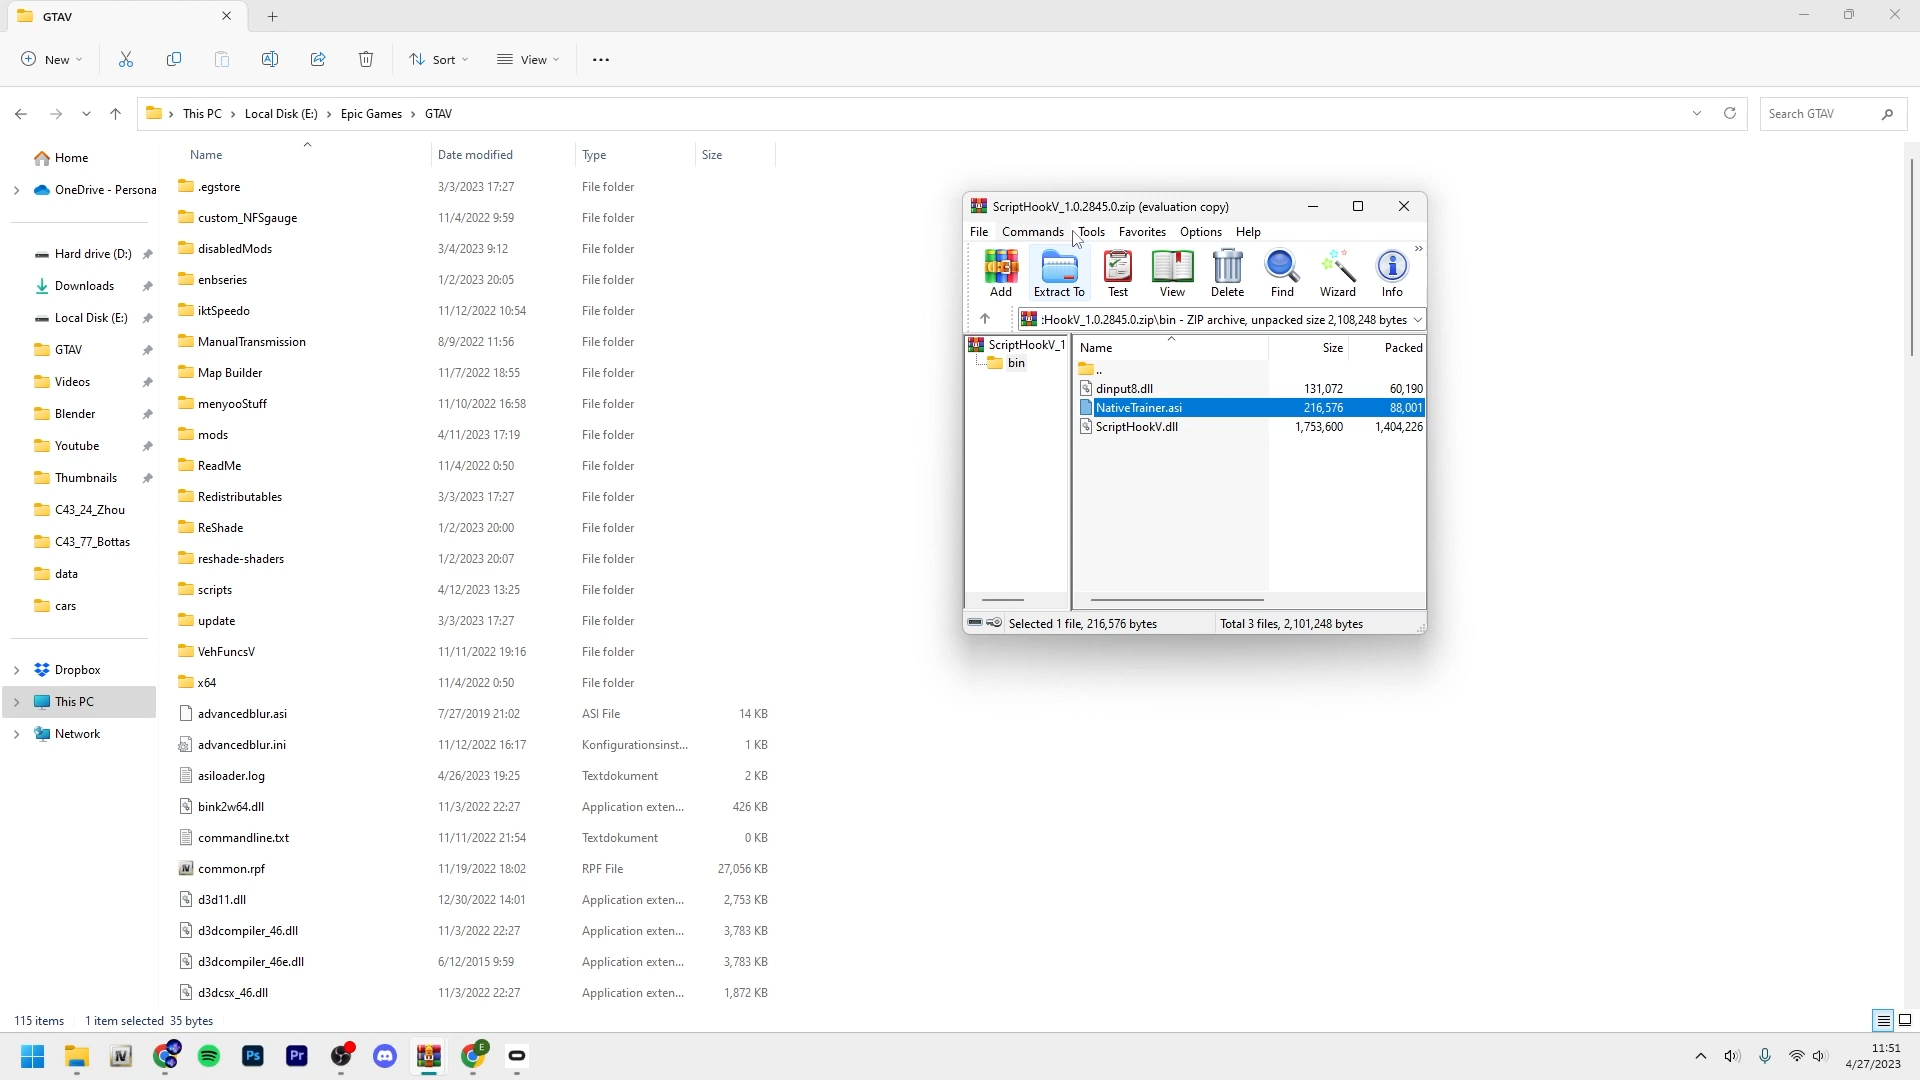 GTAV
New
Sort
View
This PC > Local Disk (E:) > Epic Games > GTAV
Search GTAV
Home
OneDrive - Persona
Hard drive (D:)
Downloads
Local Disk (E:)
GTAV
Videos
Blender
Youtube
Thumbnails
C43_24_Zhou
C43_77_Bottas
data
cars
Dropbox
This PC
Network
Name Date modified Type Size
.egstore 3/3/2023 17:27 File folder
custom_NFSgauge 11/4/2022 9:59 File folder
disabledMods 3/4/2023 9:12 File folder
enbseries 1/2/2023 20:05 File folder
iktSpeedo 11/12/2022 10:54 File folder
ManualTransmission 8/9/2022 11:56 File folder
Map Builder 11/7/2022 18:55 File folder
menyooStuff 11/10/2022 16:58 File folder
mods 4/11/2023 17:19 File folder
ReadMe 11/4/2022 0:50 File folder
Redistributables 3/3/2023 17:27 File folder
ReShade 1/2/2023 20:00 File folder
reshade-shaders 1/2/2023 20:07 File folder
scripts 4/12/2023 13:25 File folder
update 3/3/2023 17:27 File folder
VehFuncsV 11/11/2022 19:16 File folder
x64 11/4/2022 0:50 File folder
advancedblur.asi 7/27/2019 21:02 ASI File 14 KB
advancedblur.ini 11/12/2022 16:17 Konfigurationsinst... 1 KB
asiloader.log 4/26/2023 19:25 Textdokument 2 KB
bink2w64.dll 11/3/2022 22:27 Application exten... 426 KB
commandline.txt 11/11/2022 21:54 Textdokument 0 KB
common.rpf 11/19/2022 18:02 RPF File 27,056 KB
d3d11.dll 12/30/2022 14:01 Application exten... 2,753 KB
d3dcompiler_46.dll 11/3/2022 22:27 Application exten... 3,783 KB
d3dcompiler_46e.dll 6/12/2015 9:59 Application exten... 3,783 KB
d3dcsx_46.dll 11/3/2022 22:27 Application exten... 1,872 KB
ScriptHookV_1.0.2845.0.zip (evaluation copy)
File Commands Tools Favorites Options Help
Add Extract To Test View Delete Find Wizard Info
:HookV_1.0.2845.0.zip\bin - ZIP archive, unpacked size 2,108,248 bytes
ScriptHookV_1
bin
Name Size Packed
..
dinput8.dll 131,072 60,190
NativeTrainer.asi 216,576 88,001
ScriptHookV.dll 1,753,600 1,404,226
Selected 1 file, 216,576 bytes Total 3 files, 2,101,248 bytes
115 items 1 item selected 35 bytes
IV
Ps
Pr
E
11:51
4/27/2023